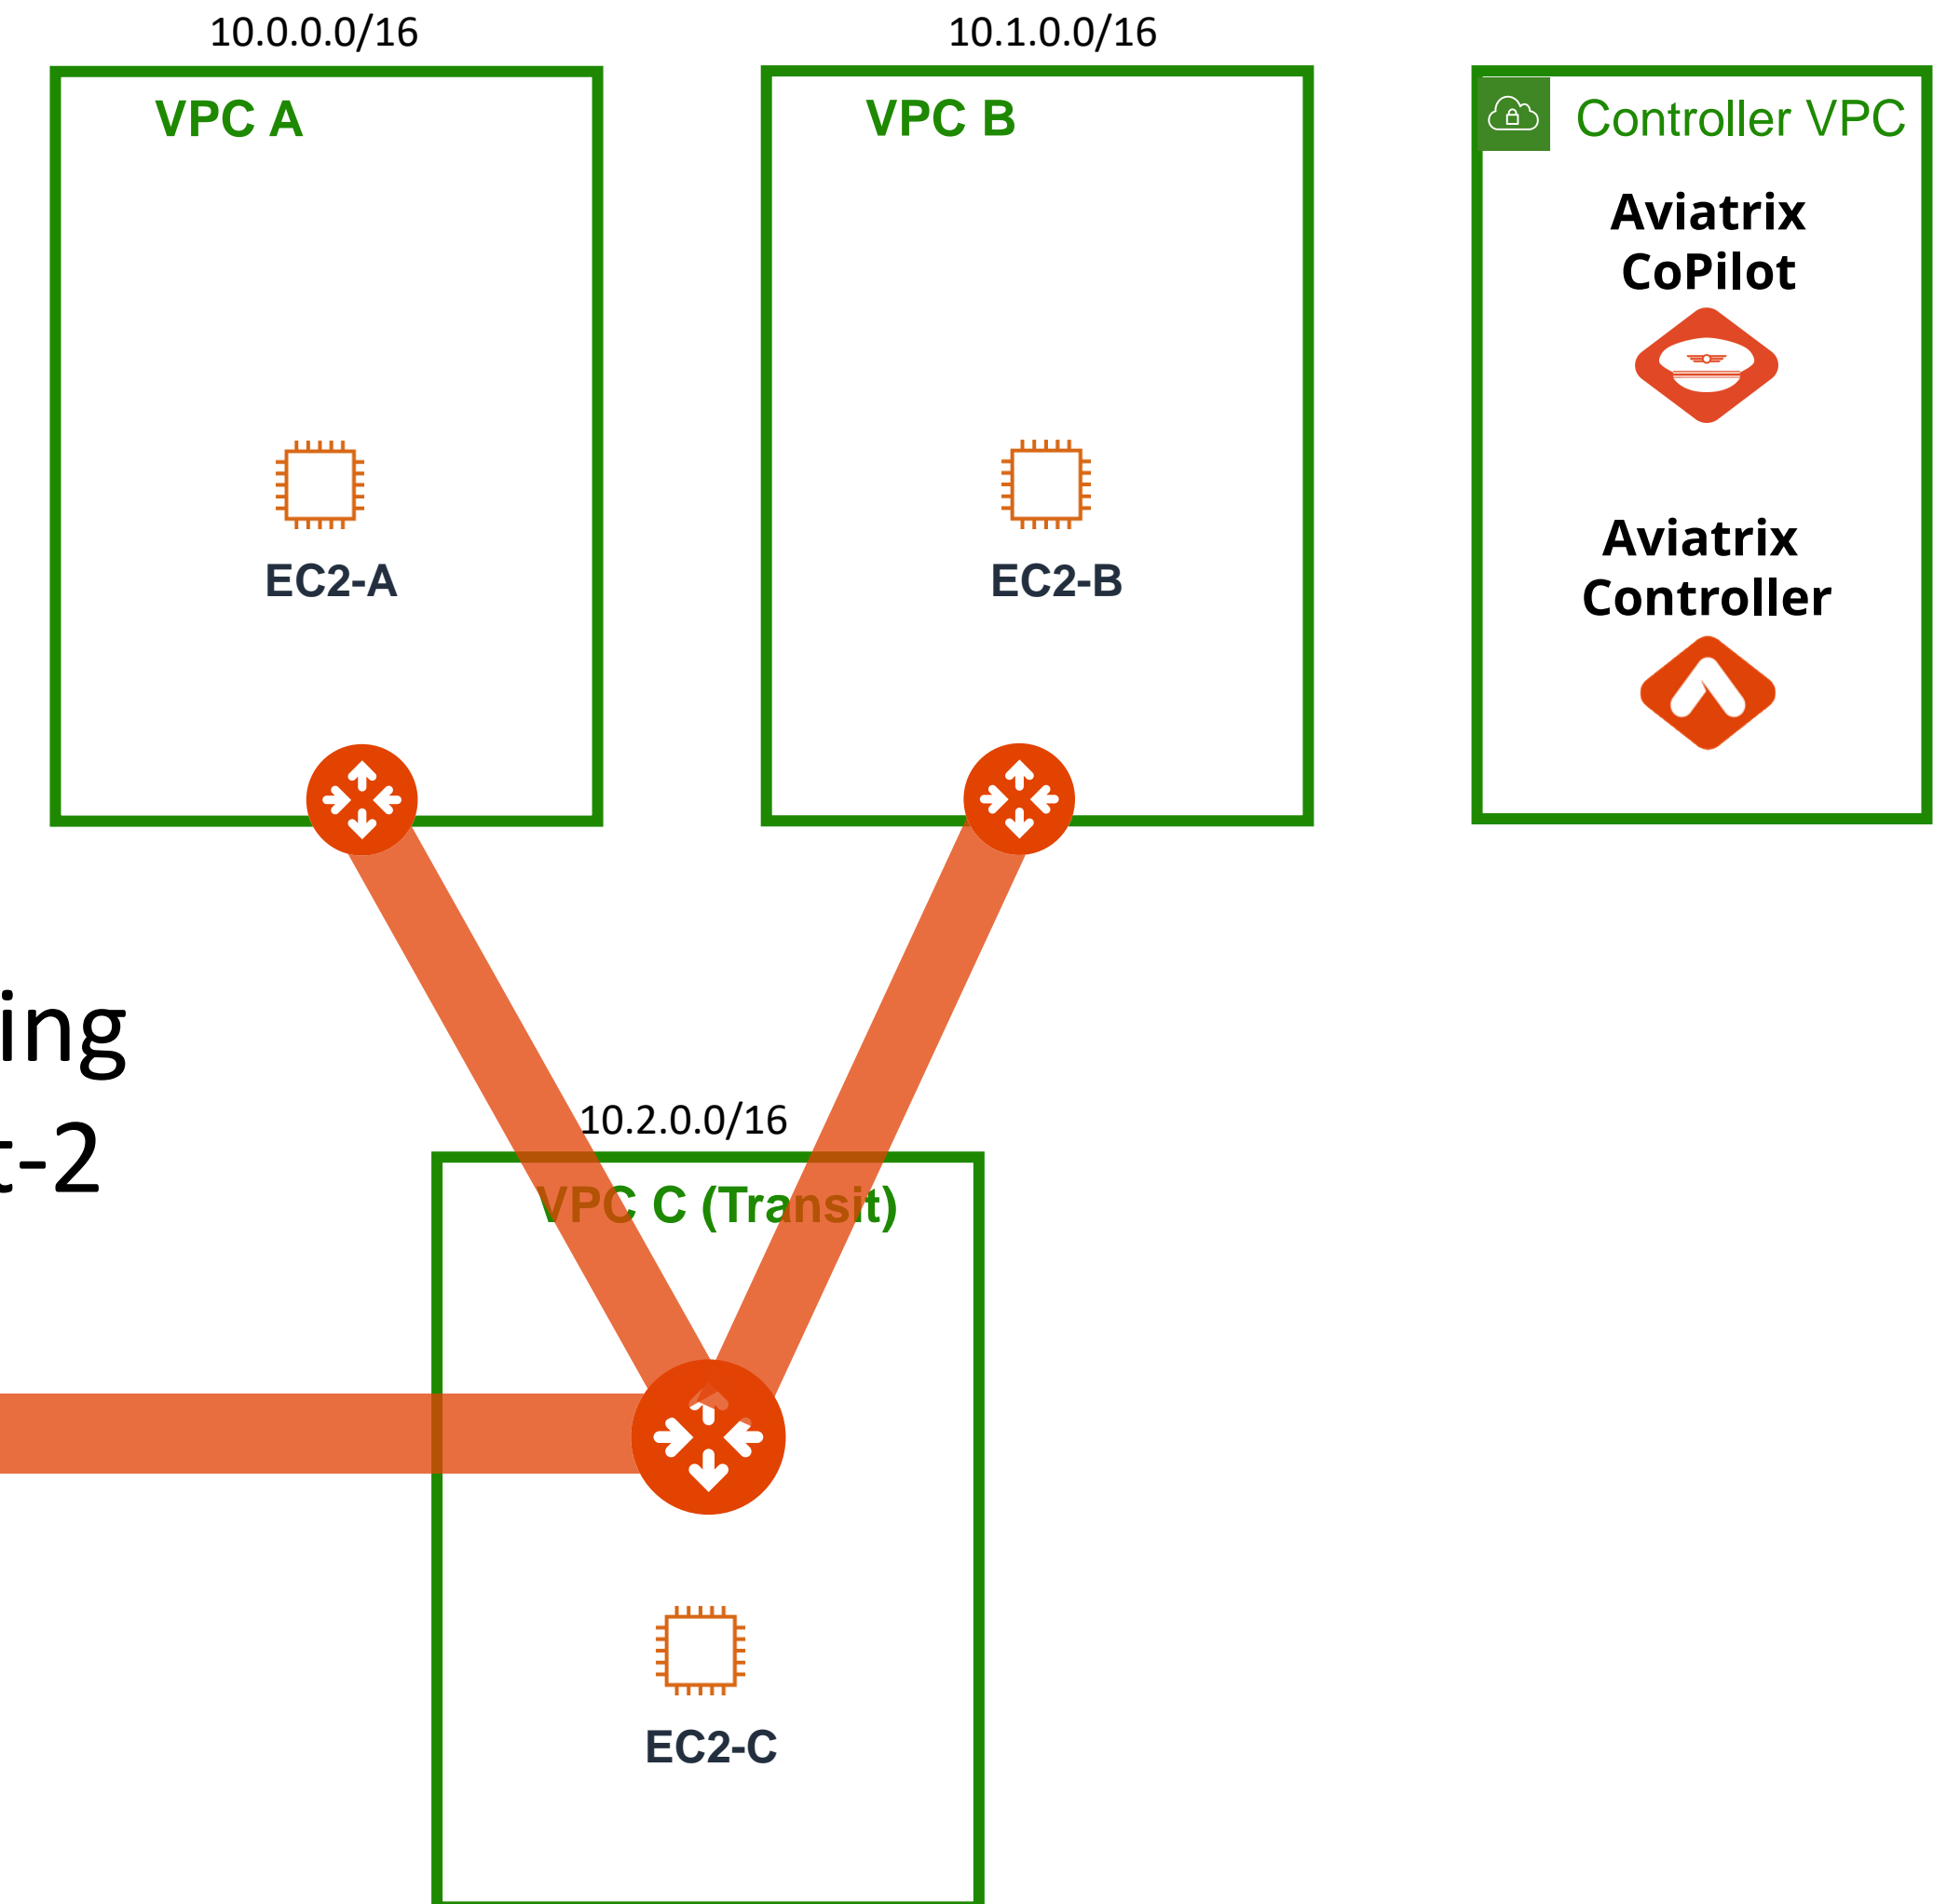 10.0.0.0/16
10.1.0.0/16
VPC A
VPC B
Controller VPC
Aviatrix
CoPilot
EC2-A
EC2-B
Aviatrix
Controller
ing
-2
10.2.0.0/16
VPC C (Transit)
EC2-C